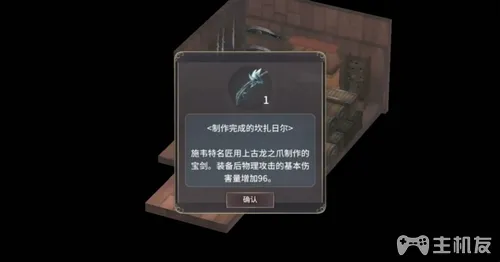 1
<制作完成的坎扎日尔>
施韦特名匠用上古龙之爪制作的
宝剑。装备后物理攻击的基本伤
害量增加96。
确认
主机友